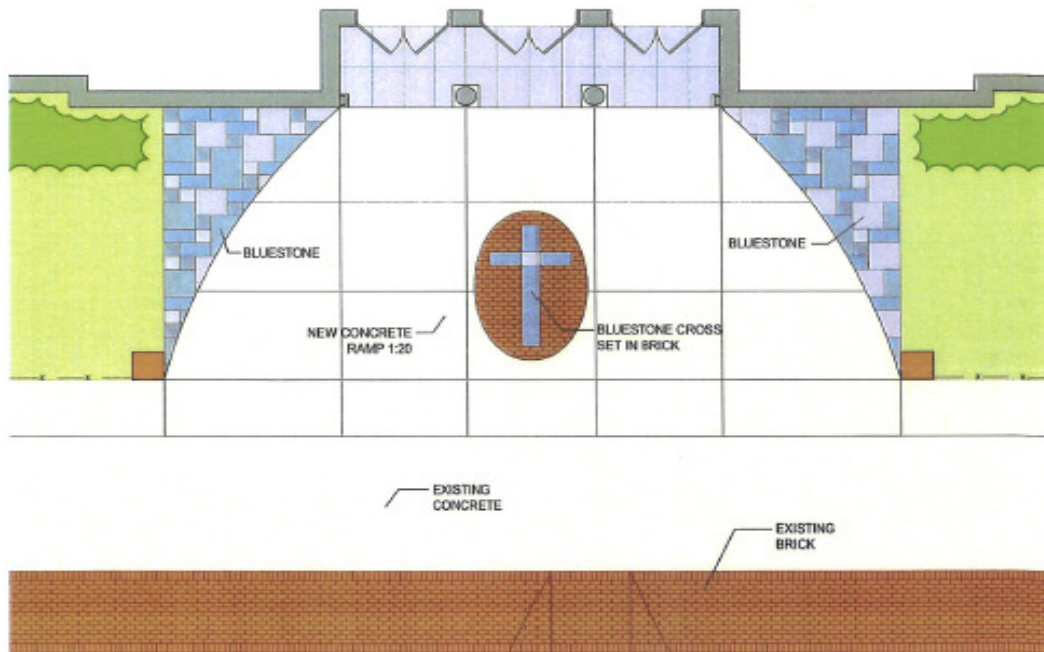 BLUESTONE
BLUESTONE
NEW CONCRETE
RAMP 1:20
BLUESTONE CROSS
SET IN BRICK
EXISTING
CONCRETE
EXISTING
BRICK